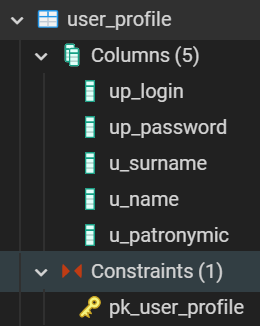 user_profile
Columns (5)
up_login
up_password
u_surname
u_name
u_patronymic
Constraints (1)
pk_user_profile